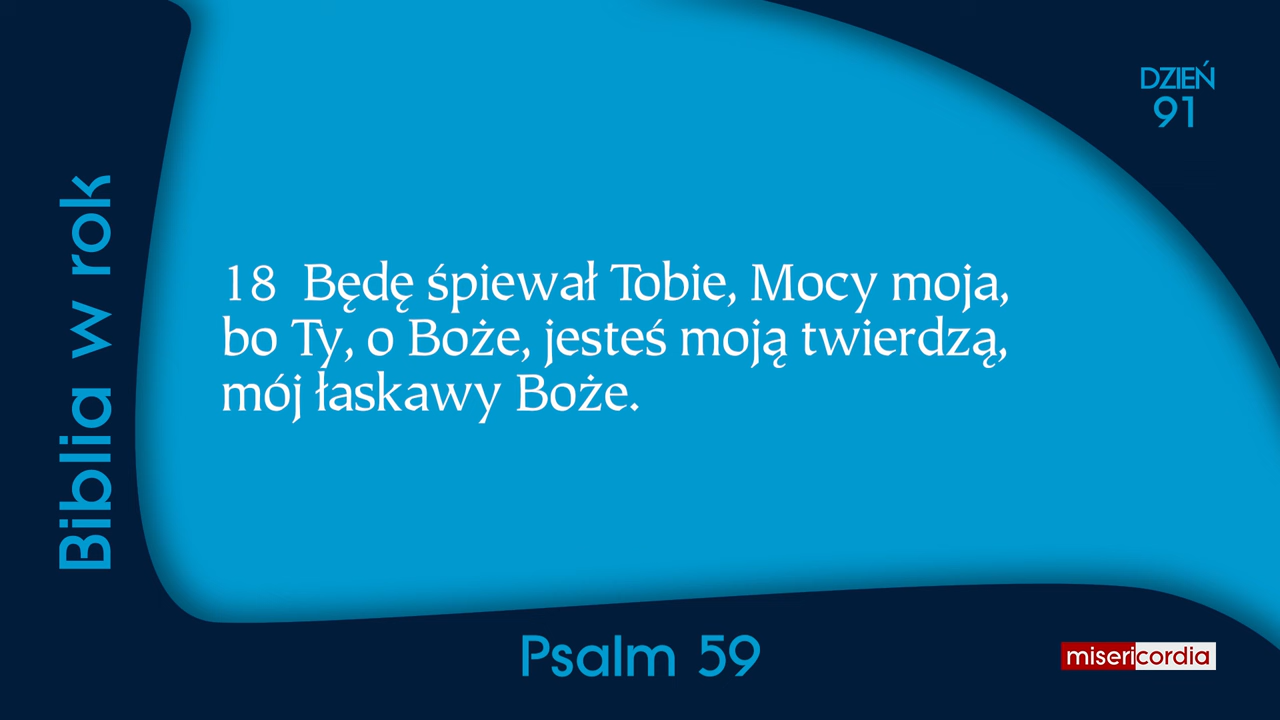 DZIEŃ
91
Biblia w rok
18 Będę śpiewał Tobie, Mocy moja,
bo Ty, o Boże, jesteś moją twierdzą,
mój łaskawy Boże.
Psalm 59
misericordia